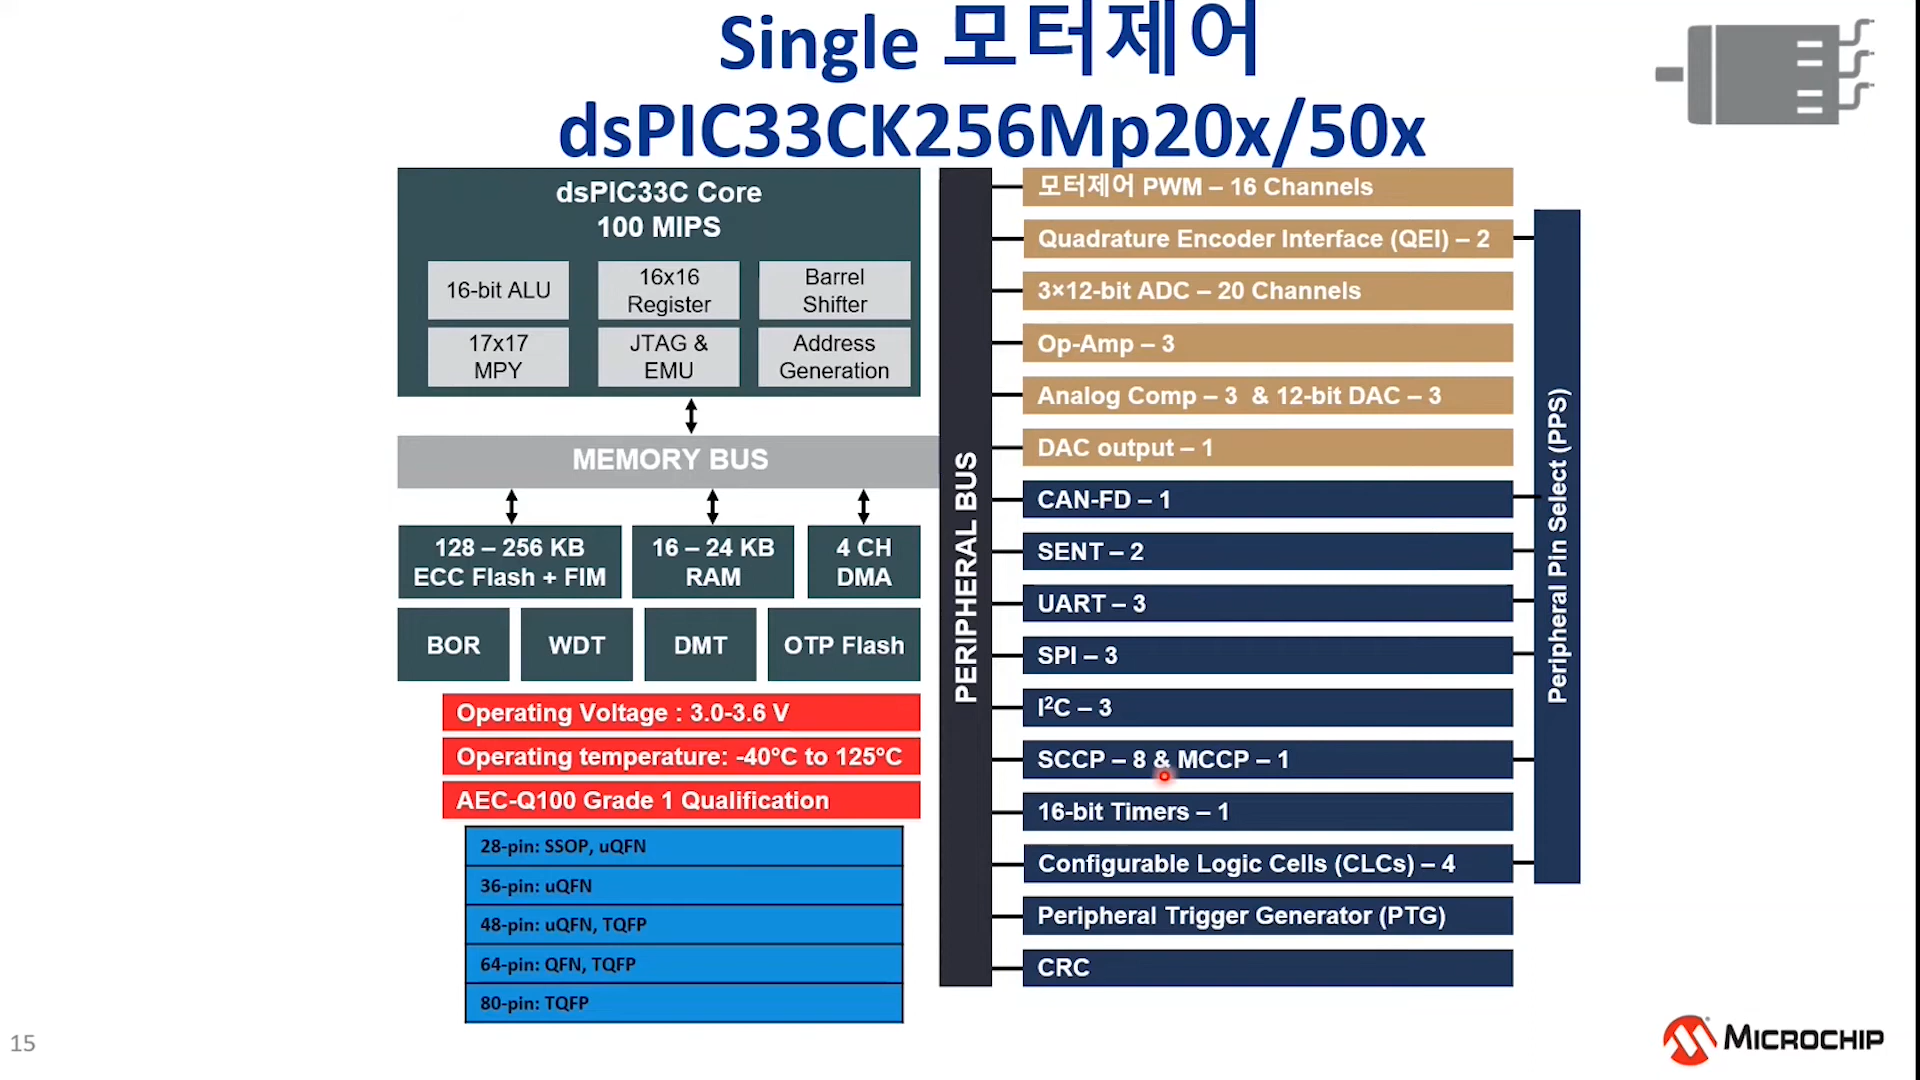 Single 모터제어
dsPIC33CK256Mp20x/50x
dsPIC33C Core
100 MIPS
16-bit ALU
16x16
Register
Barrel
Shifter
17x17
MPY
JTAG &
EMU
Address
Generation
MEMORY BUS
128 – 256 KB
ECC Flash + FIM
16 – 24 KB
RAM
4 CH
DMA
BOR
WDT
DMT
OTP Flash
Operating Voltage : 3.0-3.6 V
Operating temperature: -40°C to 125°C
AEC-Q100 Grade 1 Qualification
28-pin: SSOP, uQFN
36-pin: uQFN
48-pin: uQFN, TQFP
64-pin: QFN, TQFP
80-pin: TQFP
PERIPHERAL BUS
모터제어 PWM – 16 Channels
Quadrature Encoder Interface (QEI) – 2
3×12-bit ADC – 20 Channels
Op-Amp – 3
Analog Comp – 3 & 12-bit DAC – 3
DAC output – 1
CAN-FD – 1
SENT – 2
UART – 3
SPI – 3
I²C – 3
SCCP – 8 & MCCP – 1
16-bit Timers – 1
Configurable Logic Cells (CLCs) – 4
Peripheral Trigger Generator (PTG)
CRC
Peripheral Pin Select (PPS)
15
MICROCHIP